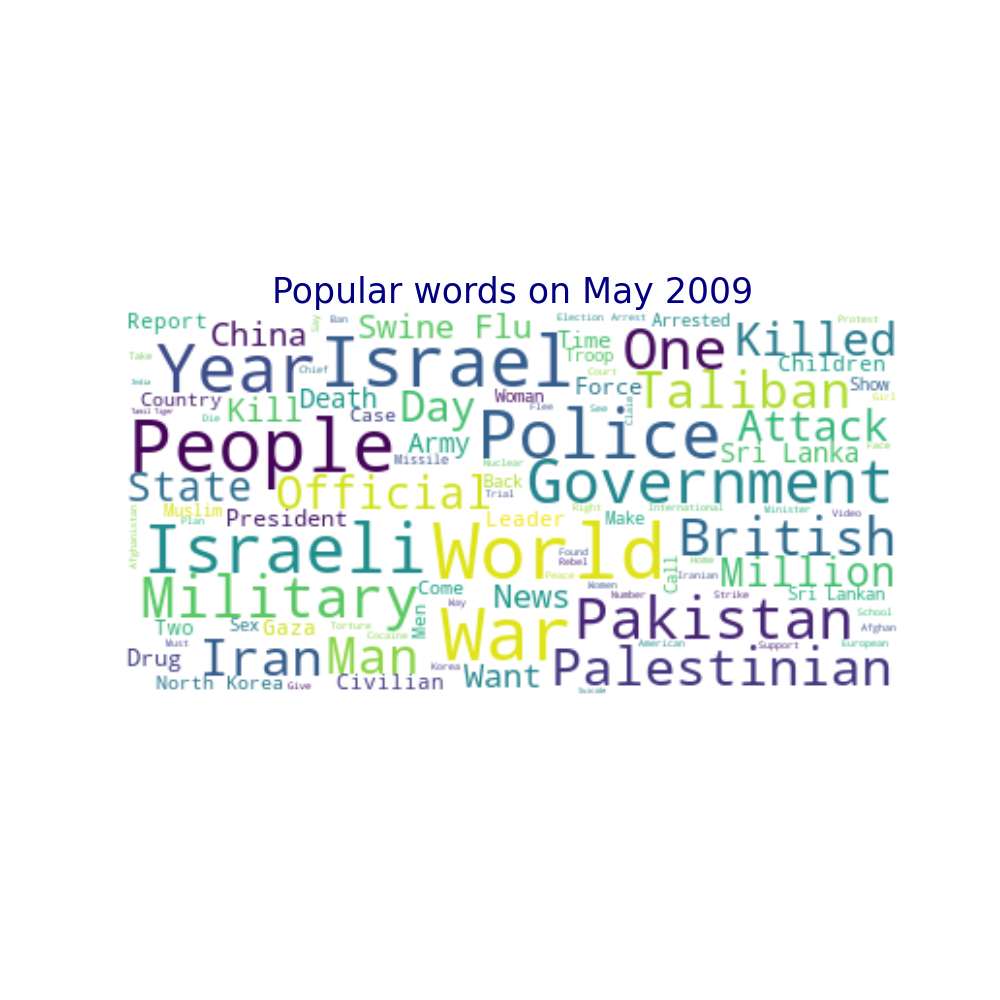 Popular words on May 2009
Report
China
Say
Ban
Swine Flu
Election
Arrest
Arrested
Protest
Take
Year
Israel
Time
One
Killed
Troop
Children
India
Chief
Court
Country
Death
Woman
Force
Taliban
Show
Girl
Tamil Tiger
Die
Kill
Case
Day
Flee
See
Claim
People
Army
Police
Attack
Missile
Nuclear
Sri Lanka
Face
State
Official
Back
Trial
Government
Afghanistan
Muslim
Plan
President
Leader
Right
Make
International
Minister
Video
Israeli
World
Found
Rebel
Peace
British
Home
Iranian
Call
Million
Military
Come
Way
Men
News
Women
Number
Strike
Sri Lankan
School
Two
Sex
Gaza
Torture
Cocaine
War
Pakistan
Afghan
Must
American
Support
European
Drug
Iran
Man
Korea
Want
Palestinian
North Korea
Give
Civilian
Suicide